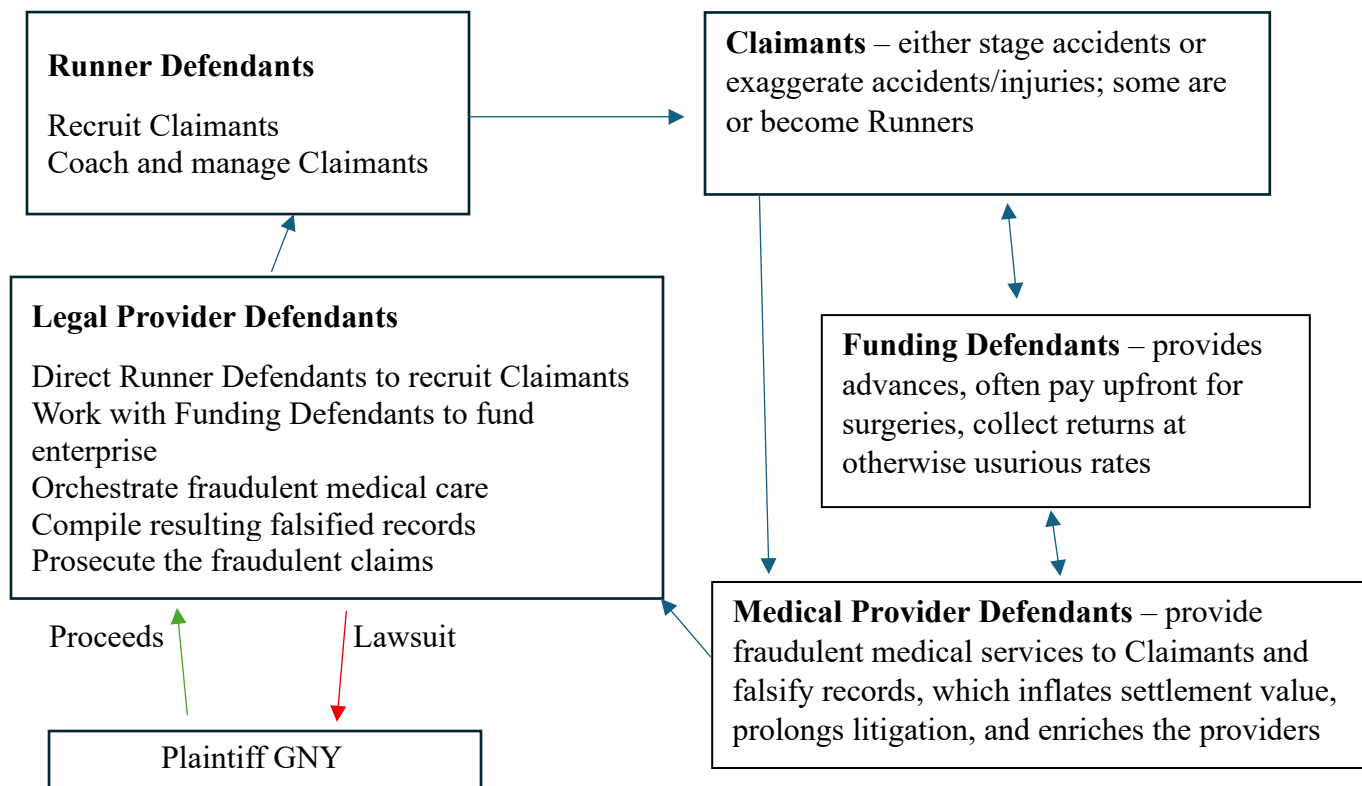 Runner Defendants
Recruit Claimants
Coach and manage Claimants
Claimants – either stage accidents or
exaggerate accidents/injuries; some are
or become Runners
Legal Provider Defendants
Direct Runner Defendants to recruit Claimants
Work with Funding Defendants to fund
enterprise
Orchestrate fraudulent medical care
Compile resulting falsified records
Prosecute the fraudulent claims
Funding Defendants – provides
advances, often pay upfront for
surgeries, collect returns at
otherwise usurious rates
Medical Provider Defendants – provide
fraudulent medical services to Claimants and
falsify records, which inflates settlement value,
prolongs litigation, and enriches the providers
Proceeds
Lawsuit
Plaintiff GNY